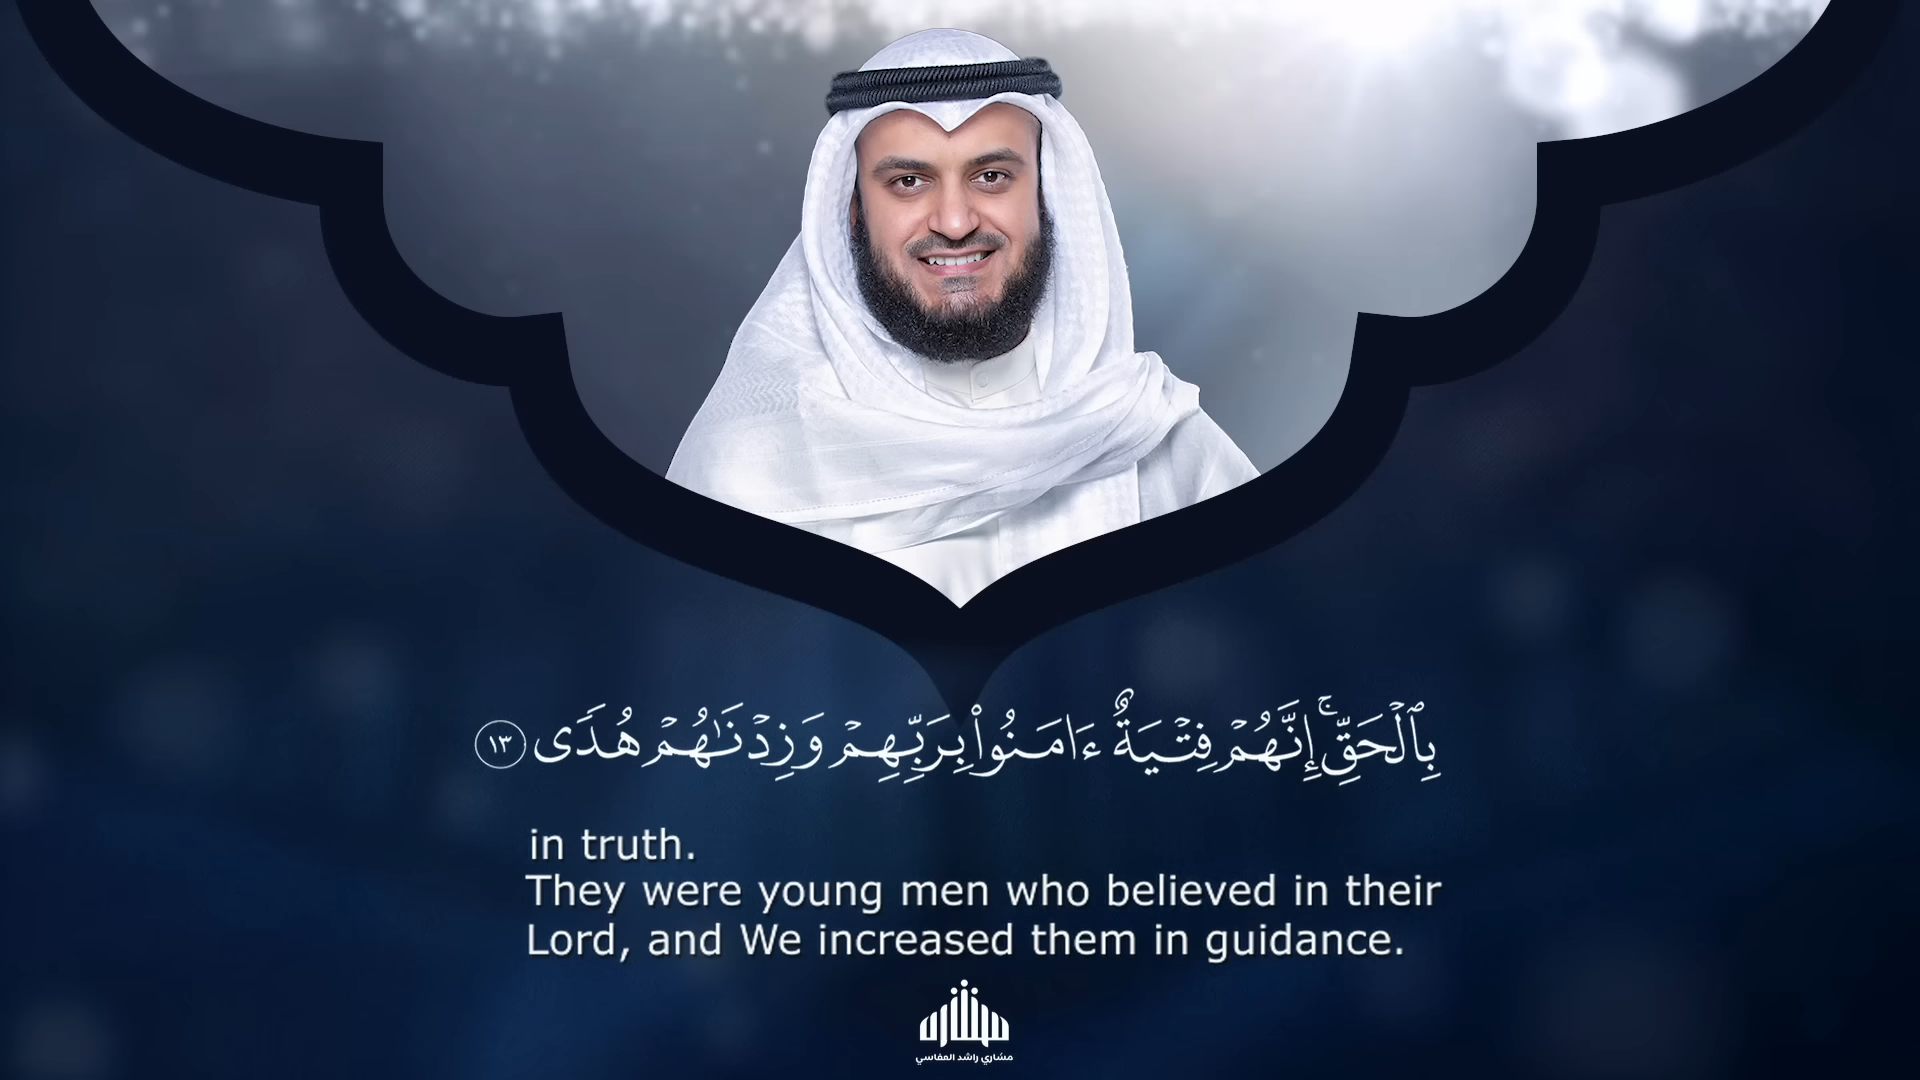 بِٱلْحَقِّ ۚ إِنَّهُمْ فِتْيَةٌ ءَامَنُوا۟ بِرَبِّهِمْ وَزِدْنَـٰهُمْ هُدًى ١٣
in truth.
They were young men who believed in their
Lord, and We increased them in guidance.
مشاري
مشاري راشد العفاسي